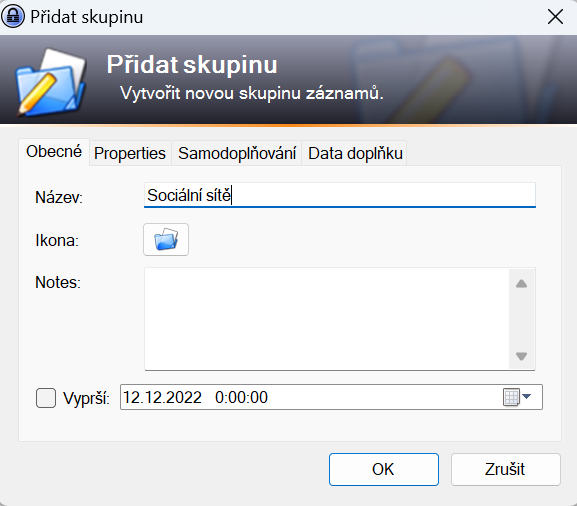 Přidat skupinu
Přidat skupinu
Vytvořit novou skupinu záznamů.
Obecné Properties Samodoplňování Data doplňku
Název: Sociální sítě
Ikona:
Notes:
Vyprší: 12.12.2022 0:00:00
OK Zrušit